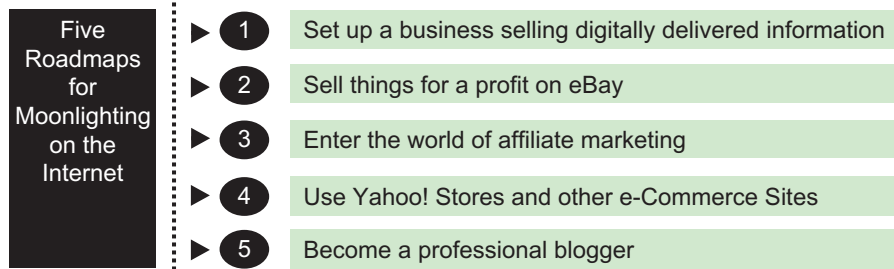 Five
Roadmaps
for
Moonlighting
on the
Internet
1 Set up a business selling digitally delivered information
2 Sell things for a profit on eBay
3 Enter the world of affiliate marketing
4 Use Yahoo! Stores and other e-Commerce Sites
5 Become a professional blogger